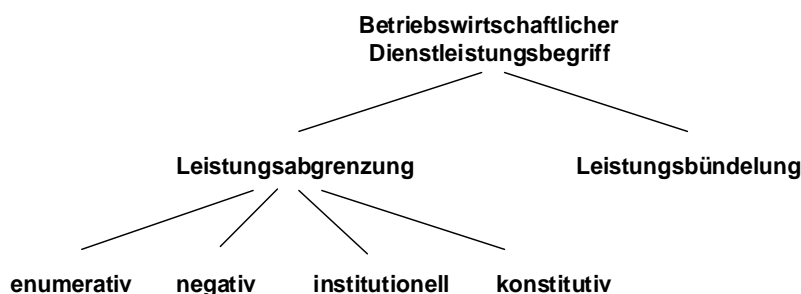 Betriebswirtschaftlicher
Dienstleistungsbegriff
Leistungsabgrenzung Leistungsbündelung
enumerativ negativ institutionell konstitutiv